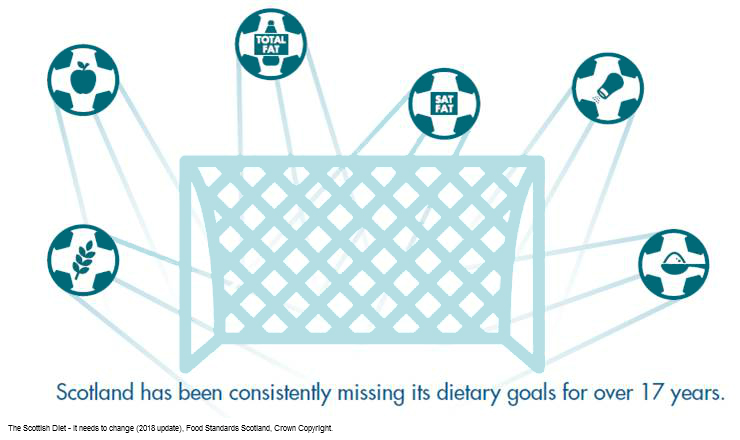 TOTAL
FAT
SAT
FAT
Scotland has been consistently missing its dietary goals for over 17 years.
The Scottish Diet - it needs to change (2018 update), Food Standards Scotland, Crown Copyright.